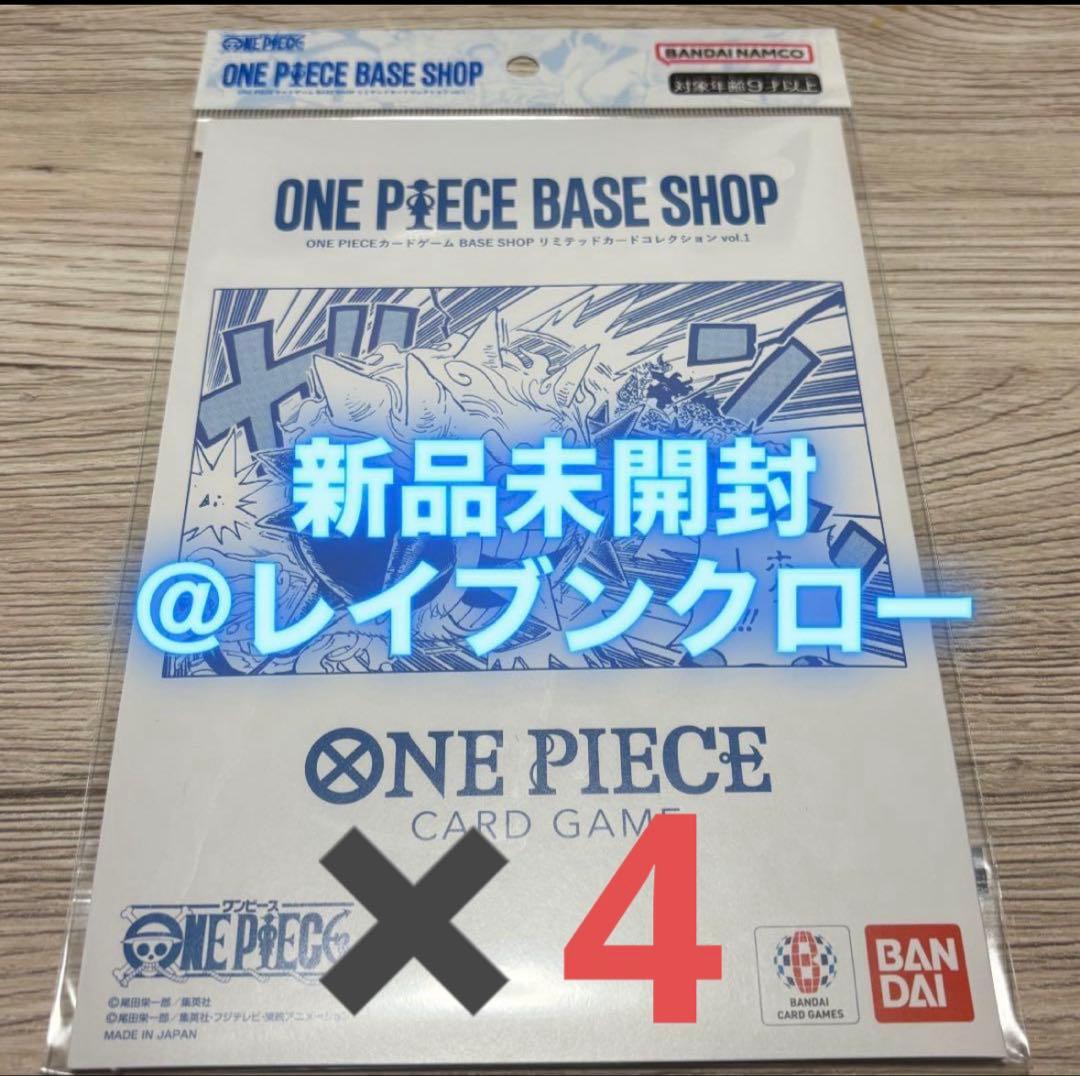 ONE PIECE
ONE PIECE BASE SHOP
BANDAI NAMCO
対象年齢9才以上
ONE PIECE BASE SHOP
ONE PIECEカードゲーム BASE SHOP リミテッドカードコレクション vol.1
ドン
新品未開封
@レイブンクロー
ONE PIECE
CARD GAME
✖4
ワンピース
ONE PIECE
©尾田栄一郎／集英社
©尾田栄一郎／集英社・フジテレビ・東映アニメーション
MADE IN JAPAN
BANDAI
CARD GAMES
BAN
DAI